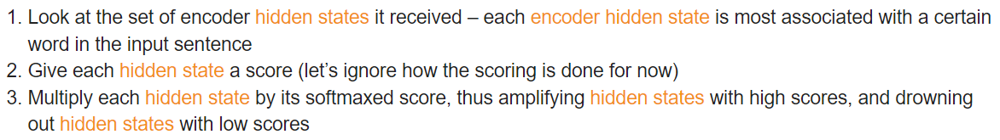 1. Look at the set of encoder hidden states it received – each encoder hidden state is most associated with a certain
word in the input sentence
2. Give each hidden state a score (let’s ignore how the scoring is done for now)
3. Multiply each hidden state by its softmaxed score, thus amplifying hidden states with high scores, and drowning
out hidden states with low scores